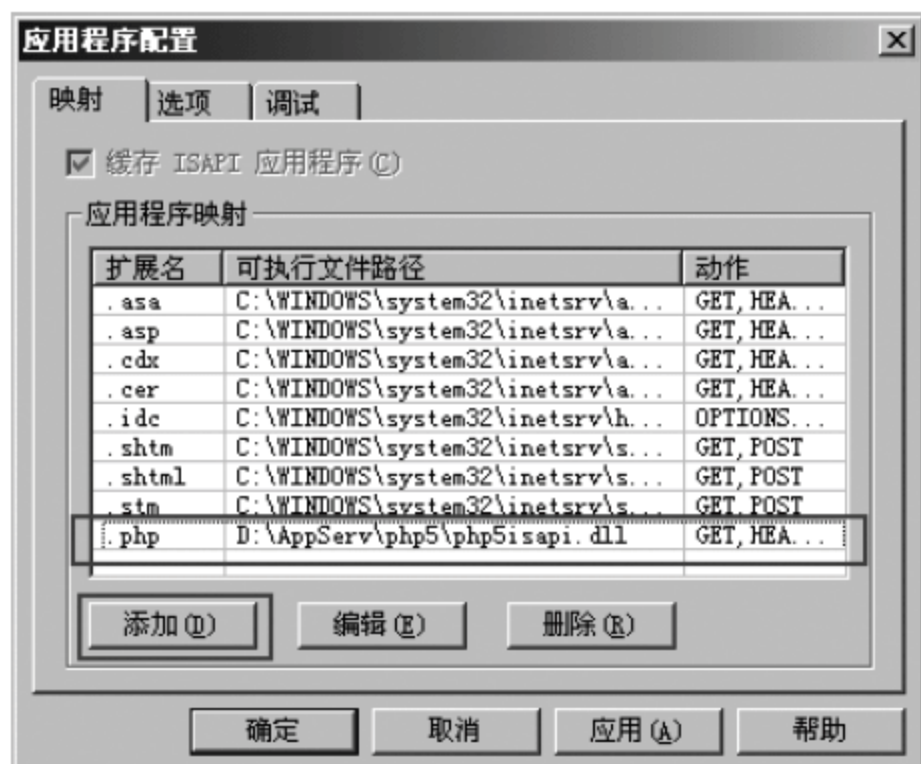 应用程序配置
映射 选项 调试
缓存 ISAPI 应用程序(C)
应用程序映射
扩展名 可执行文件路径 动作
.asa C:\WINDOWS\system32\inetsrv\a... GET,HEA...
.asp C:\WINDOWS\system32\inetsrv\a... GET,HEA...
.cdx C:\WINDOWS\system32\inetsrv\a... GET,HEA...
.cer C:\WINDOWS\system32\inetsrv\a... GET,HEA...
.idc C:\WINDOWS\system32\inetsrv\h... OPTIONS...
.shtm C:\WINDOWS\system32\inetsrv\s... GET,POST
.shtml C:\WINDOWS\system32\inetsrv\s... GET,POST
.stm C:\WINDOWS\system32\inetsrv\s... GET,POST
.php D:\AppServ\php5\php5isapi.dll GET,HEA...
添加(D) 编辑(E) 删除(R)
确定 取消 应用(A) 帮助